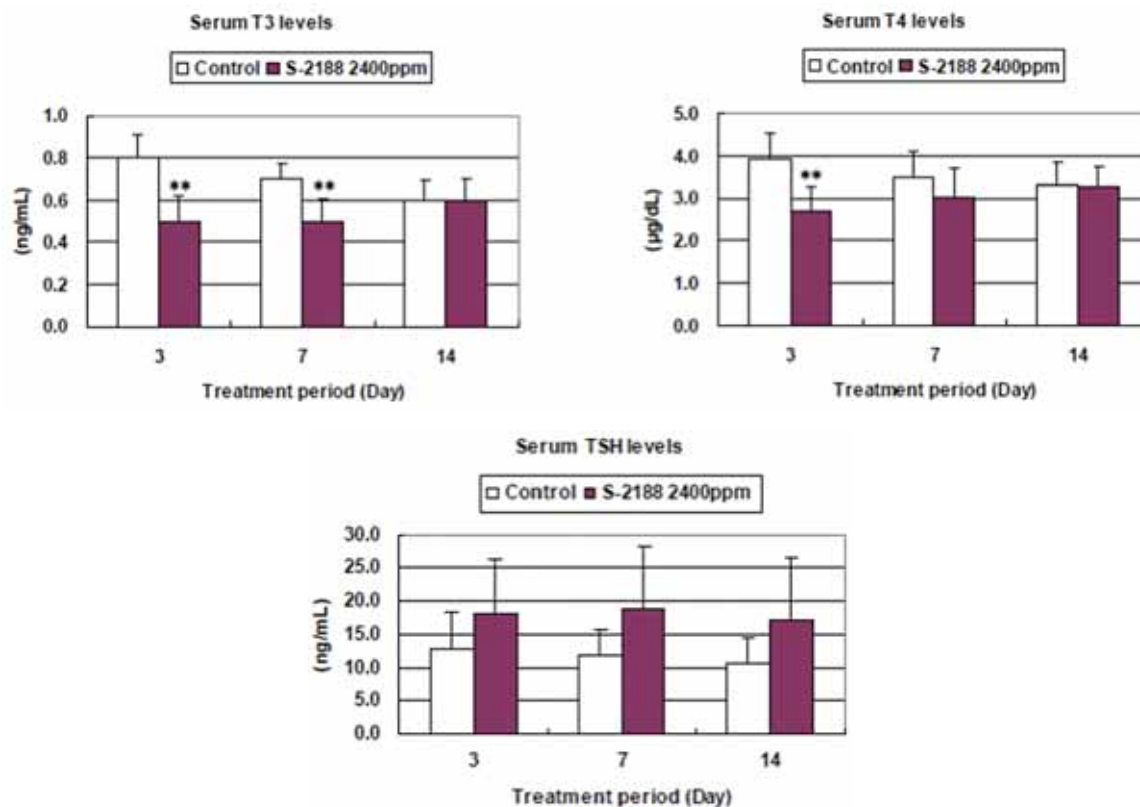 Serum T3 levels
Control S-2188 2400ppm
1.0
0.8
0.6
0.4
0.2
0.0
(ng/mL)
**
**
3 7 14
Treatment period (Day)
Serum T4 levels
Control S-2188 2400ppm
5.0
4.0
3.0
2.0
1.0
0.0
(µg/dL)
**
3 7 14
Treatment period (Day)
Serum TSH levels
Control S-2188 2400ppm
30.0
25.0
20.0
15.0
10.0
5.0
0.0
(ng/mL)
3 7 14
Treatment period (Day)